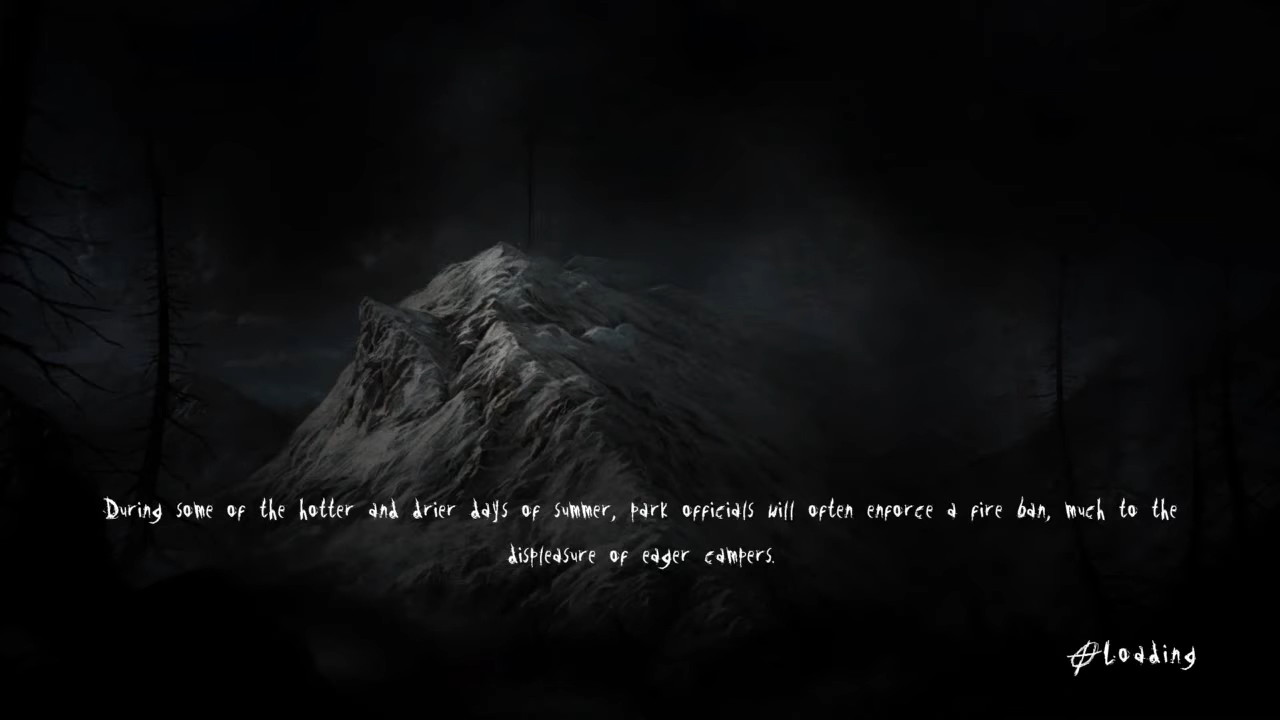 During some of the hotter and drier days of summer, park officials will often enforce a fire ban, much to the
displeasure of eager campers.
Loading